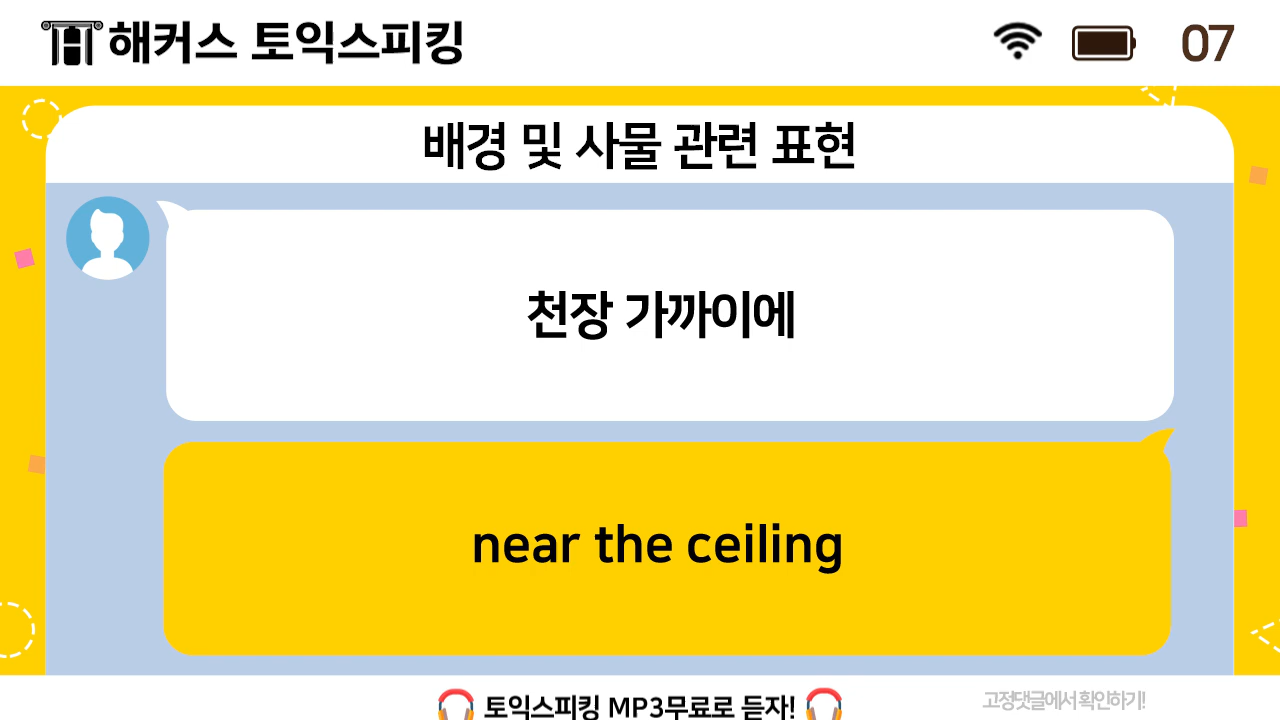 해커스 토익스피킹
07
배경 및 사물 관련 표현
천장 가까이에
near the ceiling
토익스피킹 MP3무료로 듣자!
고정댓글에서 확인하기!